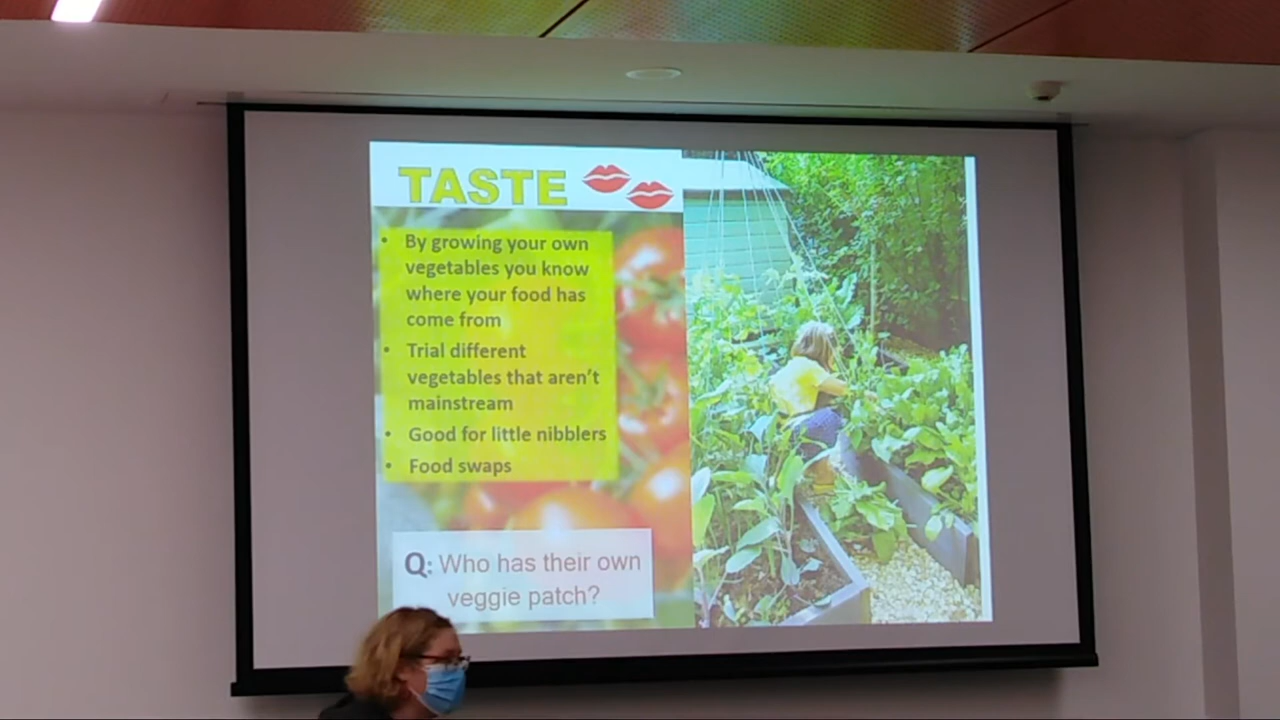 TASTE
• By growing your own
vegetables you know
where your food has
come from
• Trial different
vegetables that aren't
mainstream
• Good for little nibblers
• Food swaps
Q: Who has their own
veggie patch?